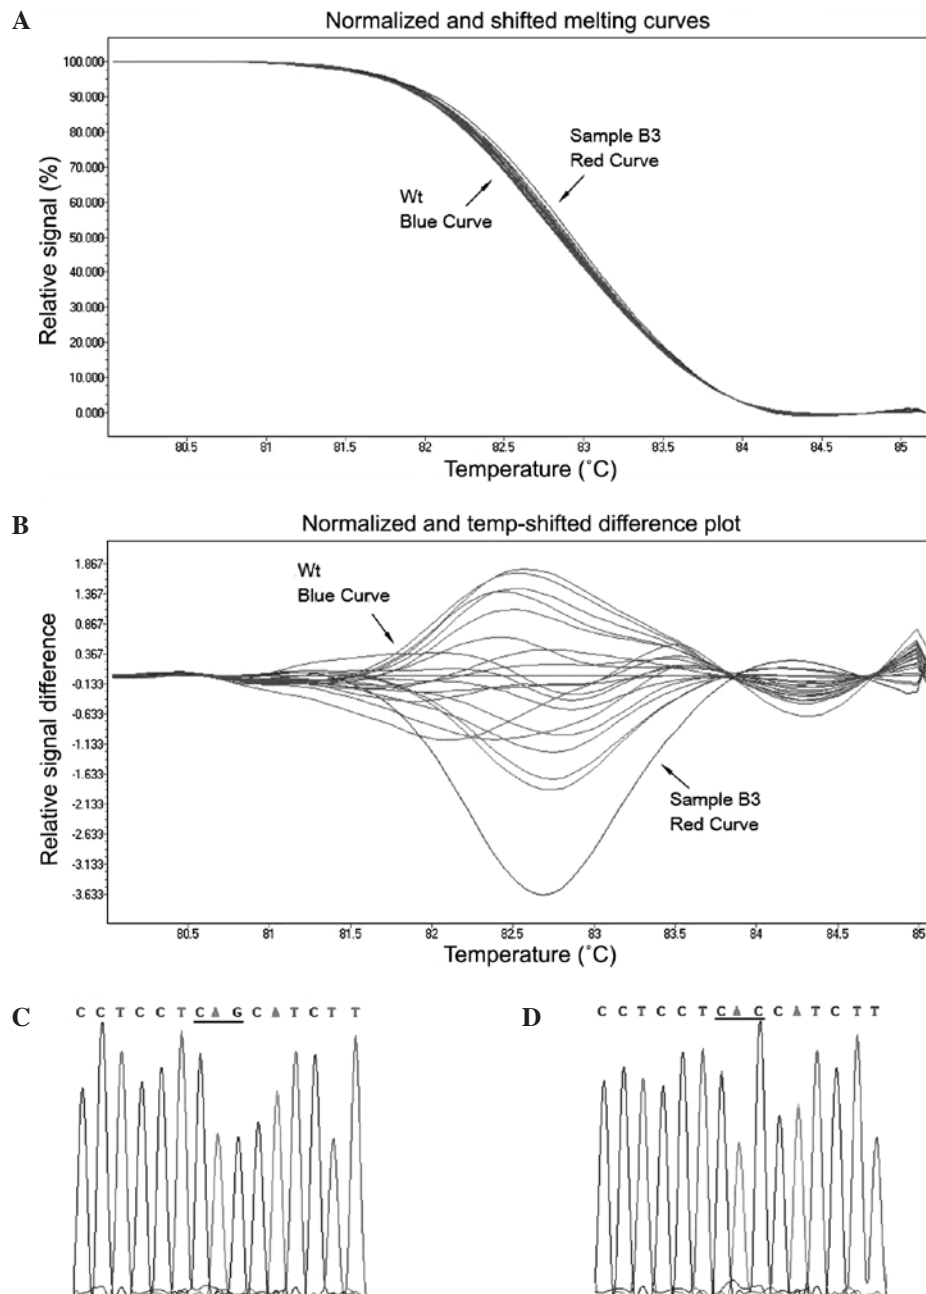 A
Normalized and shifted melting curves
100.000
90.000
80.000
70.000
60.000
50.000
40.000
30.000
20.000
10.000
0.000
Relative signal (%)
Sample B3
Red Curve
Wt
Blue Curve
80.5 81 81.5 82 82.5 83 83.5 84 84.5 85
Temperature (˚C)
B
Normalized and temp-shifted difference plot
1.867
1.367
0.867
0.367
-0.133
-0.633
-1.133
-1.633
-2.133
-2.633
-3.133
-3.633
Relative signal difference
Wt
Blue Curve
Sample B3
Red Curve
80.5 81 81.5 82 82.5 83 83.5 84 84.5 85
Temperature (˚C)
C
C C T C C T C A G C A T C T T
D
C C T C C T C A C C A T C T T